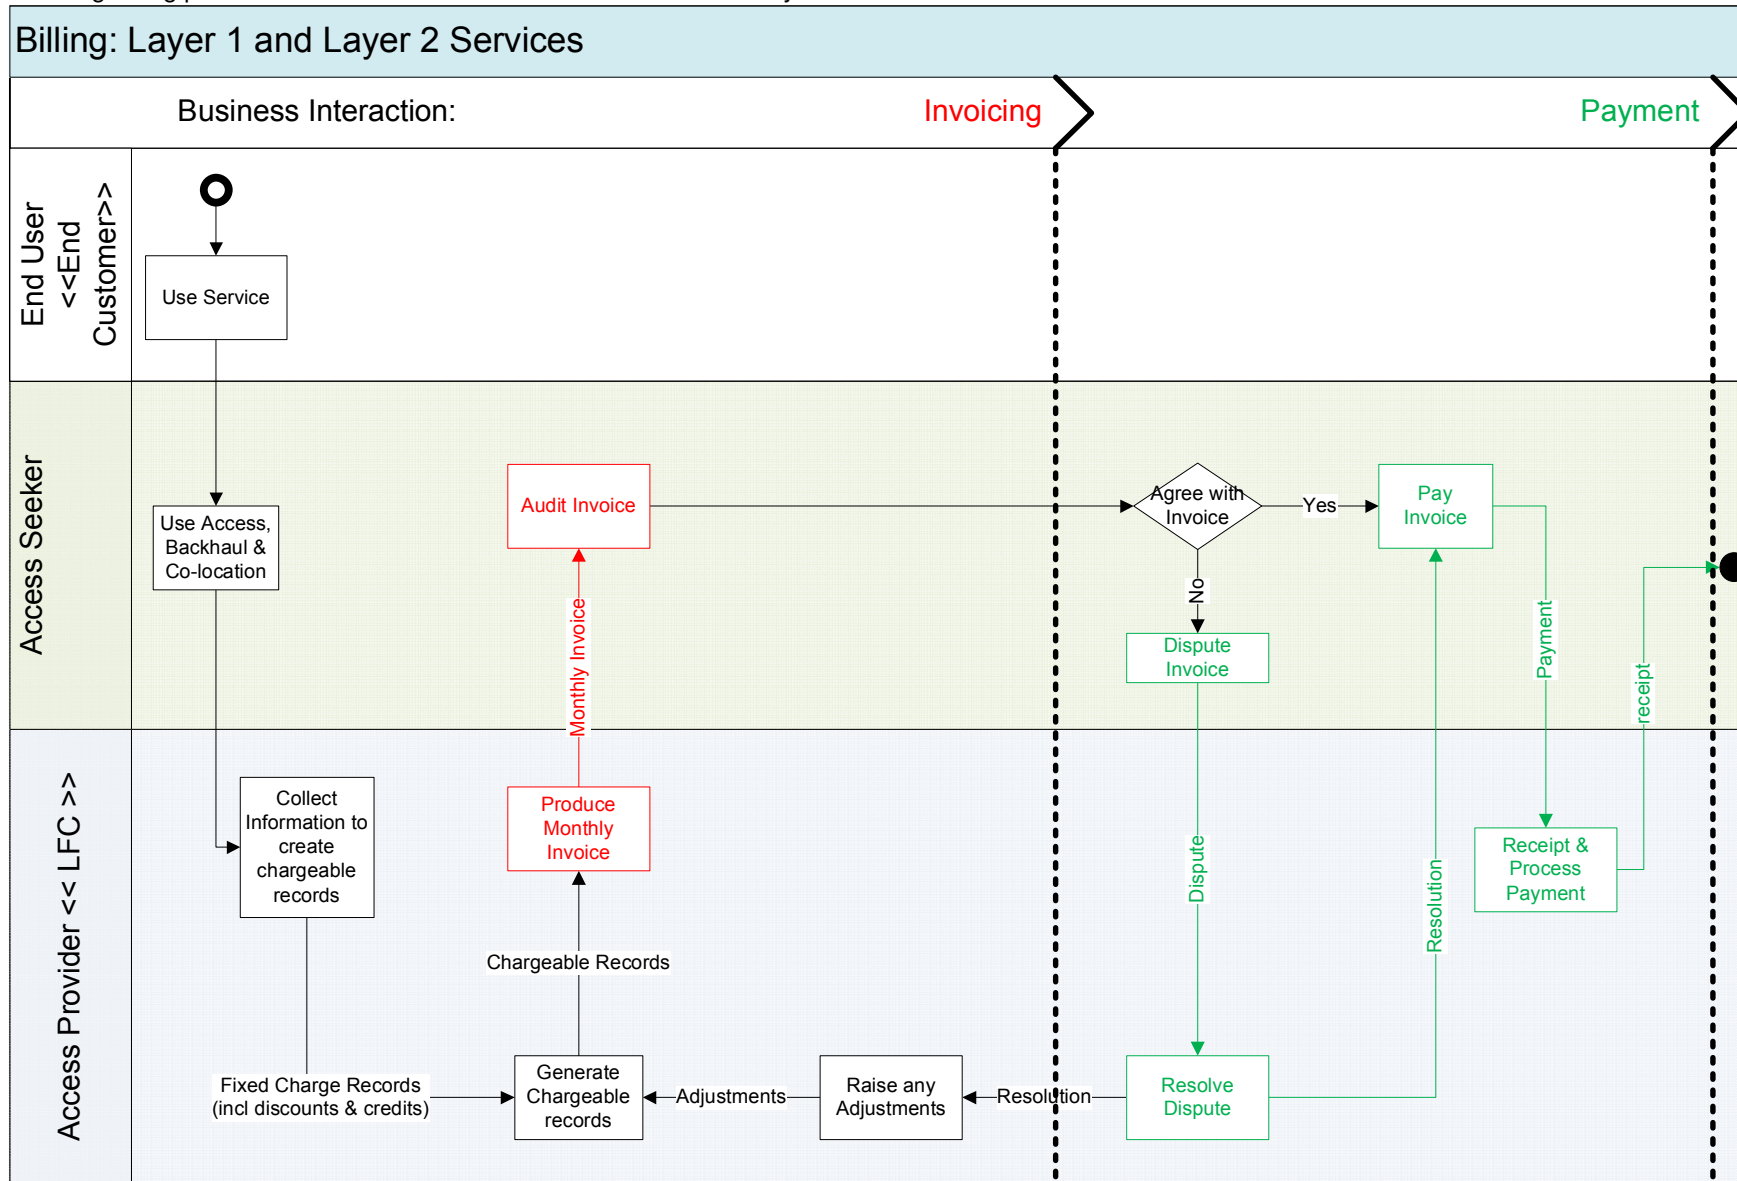 Billing: Layer 1 and Layer 2 Services
Business Interaction:
Invoicing
Payment
End User
<<End
Customer>>
Use Service
Access Seeker
Use Access,
Backhaul &
Co-location
Audit Invoice
Agree with
Invoice
Yes
Pay
Invoice
No
Dispute
Invoice
Monthly Invoice
Payment
receipt
Access Provider << LFC >>
Collect
Information to
create
chargeable
records
Produce
Monthly
Invoice
Dispute
Resolution
Receipt &
Process
Payment
Chargeable Records
Fixed Charge Records
(incl discounts & credits)
Generate
Chargeable
records
Adjustments
Raise any
Adjustments
Resolution
Resolve
Dispute